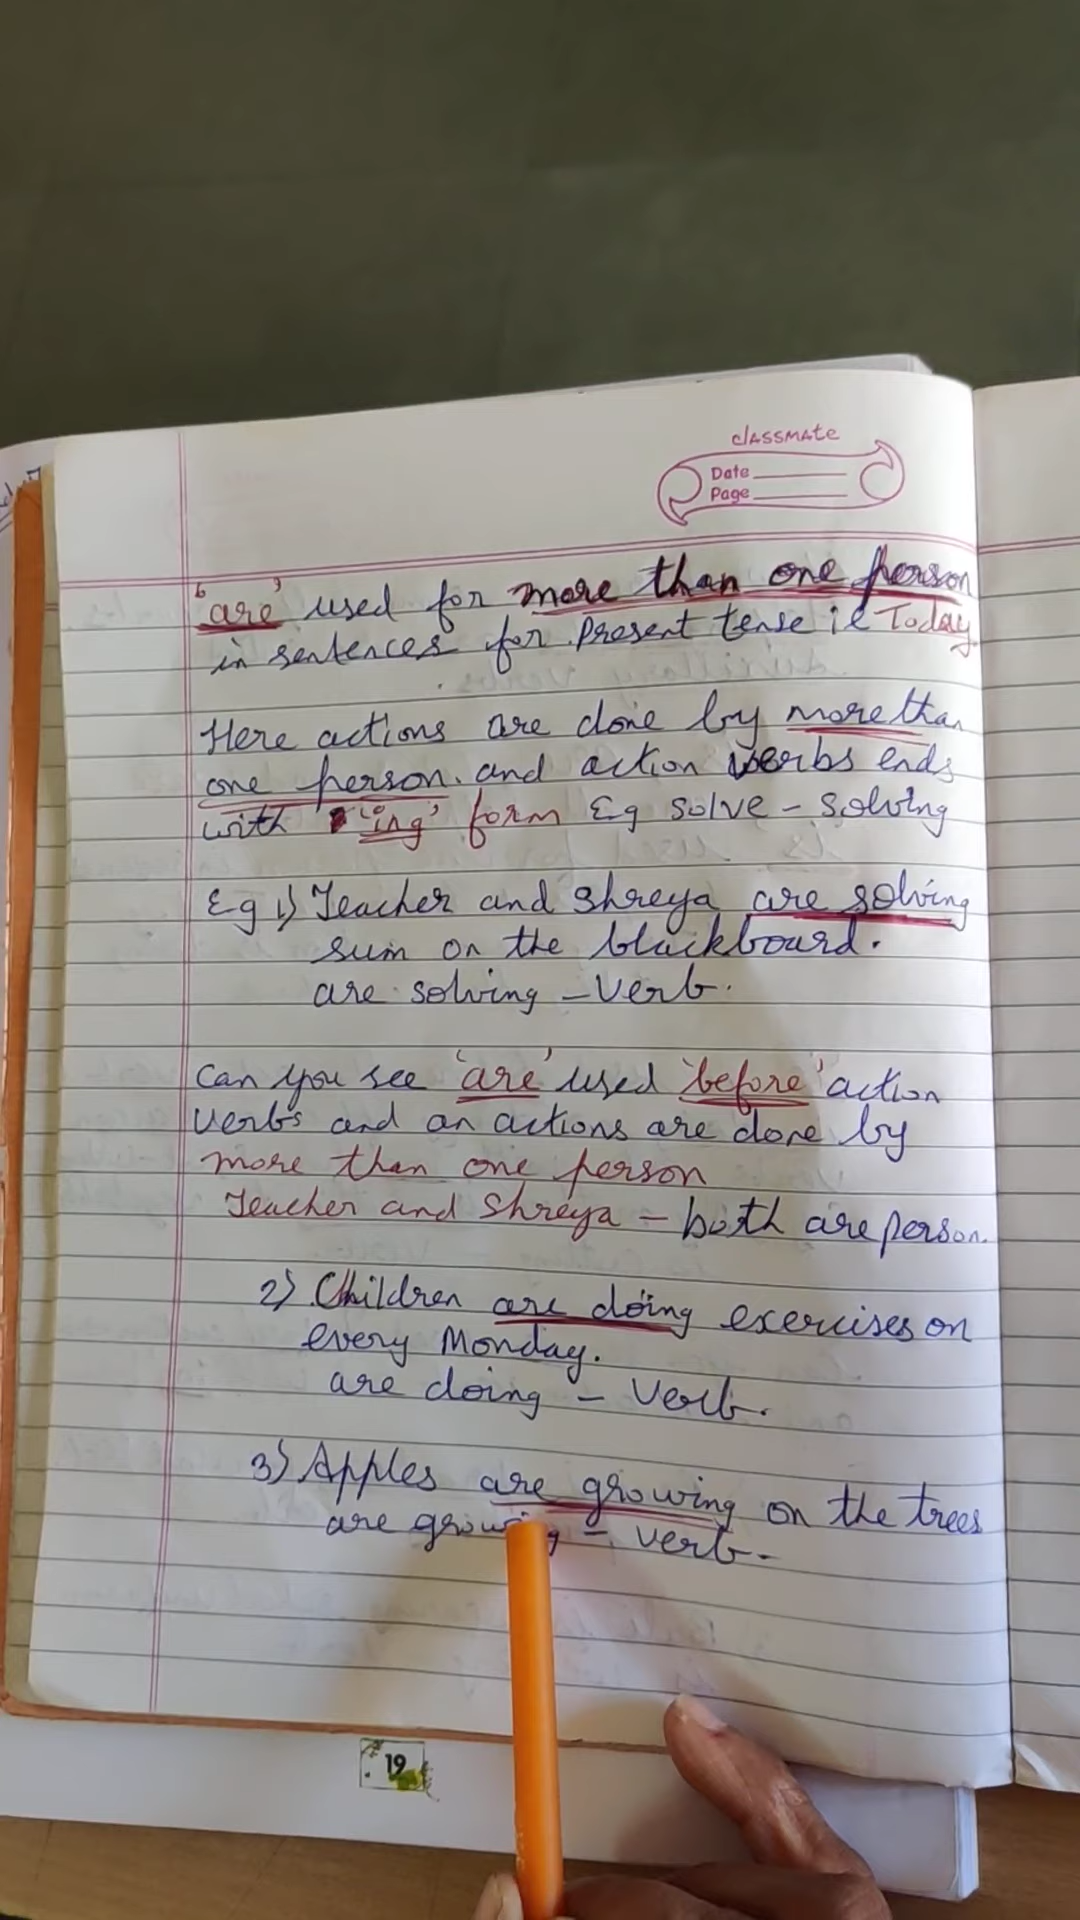 classmate
Date
Page
'are' used for more than one person
in sentences for Present tense ie Today
Here actions are done by more than
one person. and action verbs ends
with 'ing' form Eg solve - solving
Eg 1) Teacher and Shreya are solving
sum on the blackboard.
are solving - Verb.
Can you see 'are' used 'before' action
verbs and an actions are done by
more than one person
Teacher and Shreya - both are person.
2) Children are doing exercises on
every Monday.
are doing - Verb.
3) Apples are growing on the trees
are growing - verb.
19